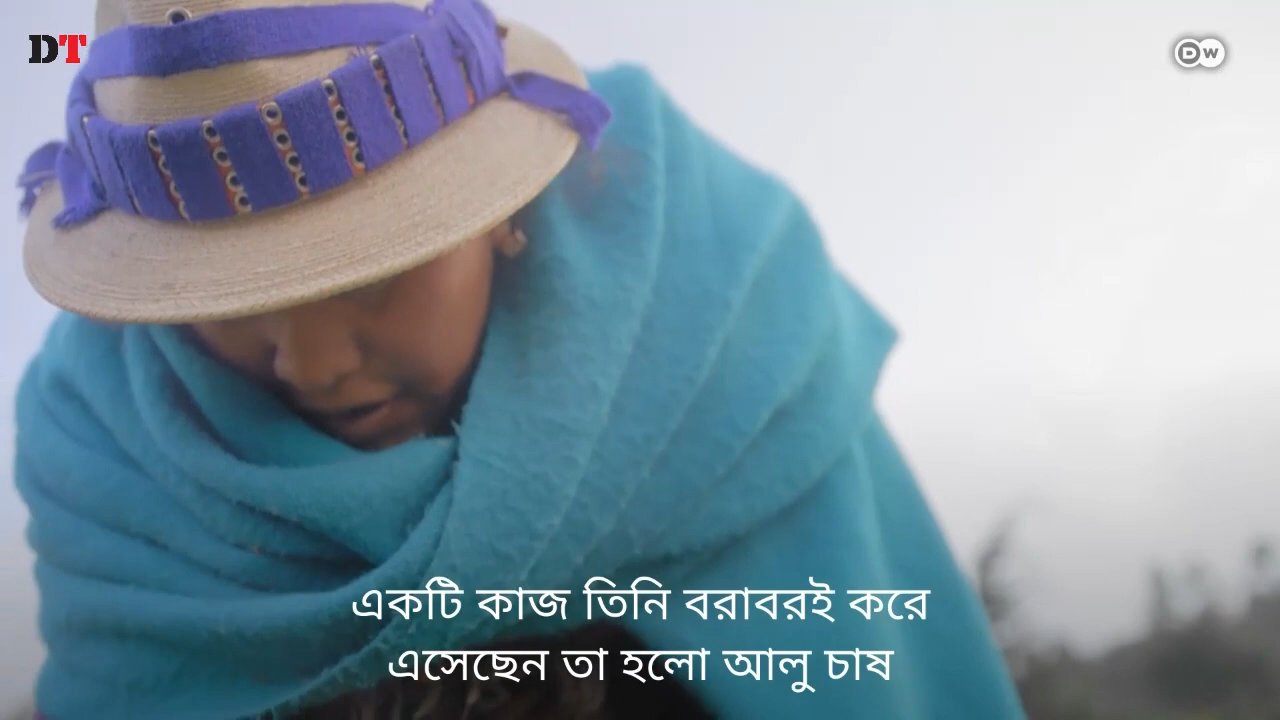 DT
DW
একটি কাজ তিনি বরাবরই করে
এসেছেন তা হলো আলু চাষ